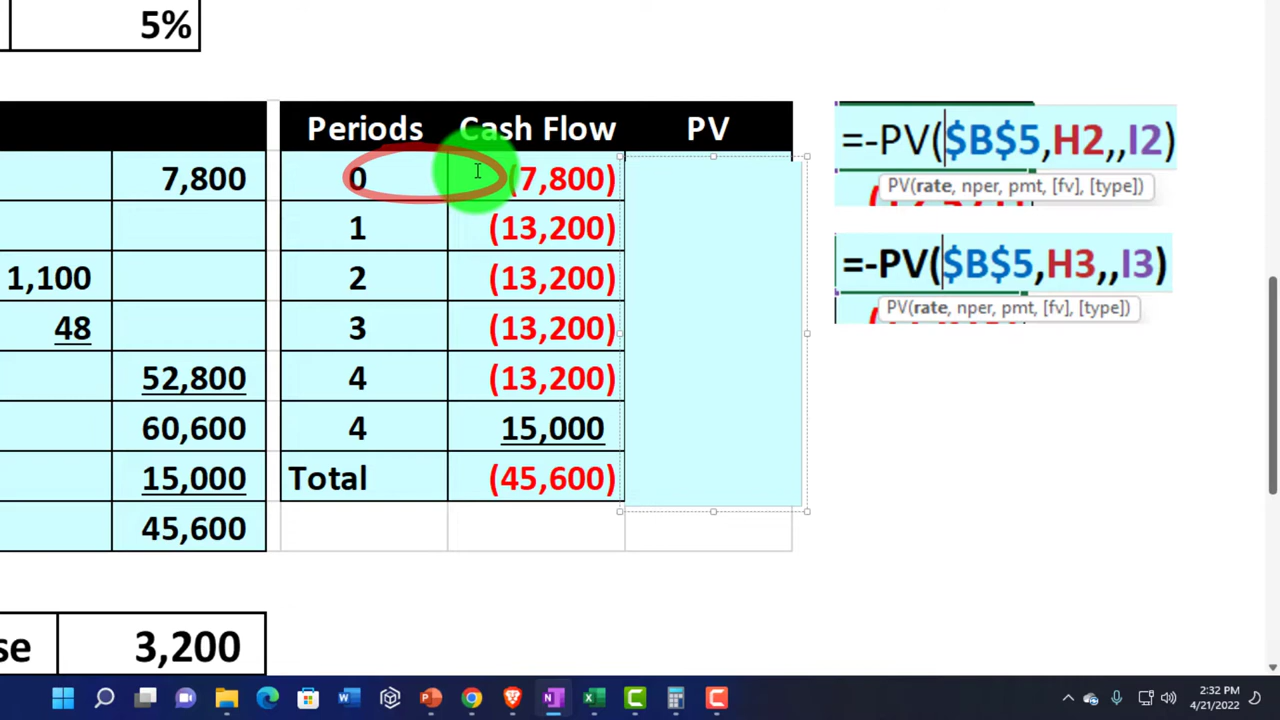 5%
Periods Cash Flow PV
7,800 0 (7,800)
1 (13,200)
1,100 2 (13,200)
48 3 (13,200)
52,800 4 (13,200)
60,600 4 15,000
15,000 Total (45,600)
45,600
se 3,200
=-PV($B$5,H2,,I2)
PV(rate, nper, pmt, [fv], [type])
=-PV($B$5,H3,,I3)
PV(rate, nper, pmt, [fv], [type])
2:32 PM
4/21/2022